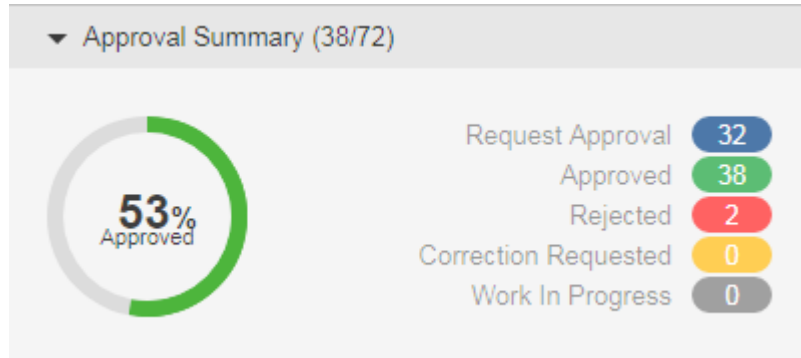 Approval Summary (38/72)
53%
Approved
Request Approval 32
Approved 38
Rejected 2
Correction Requested 0
Work In Progress 0